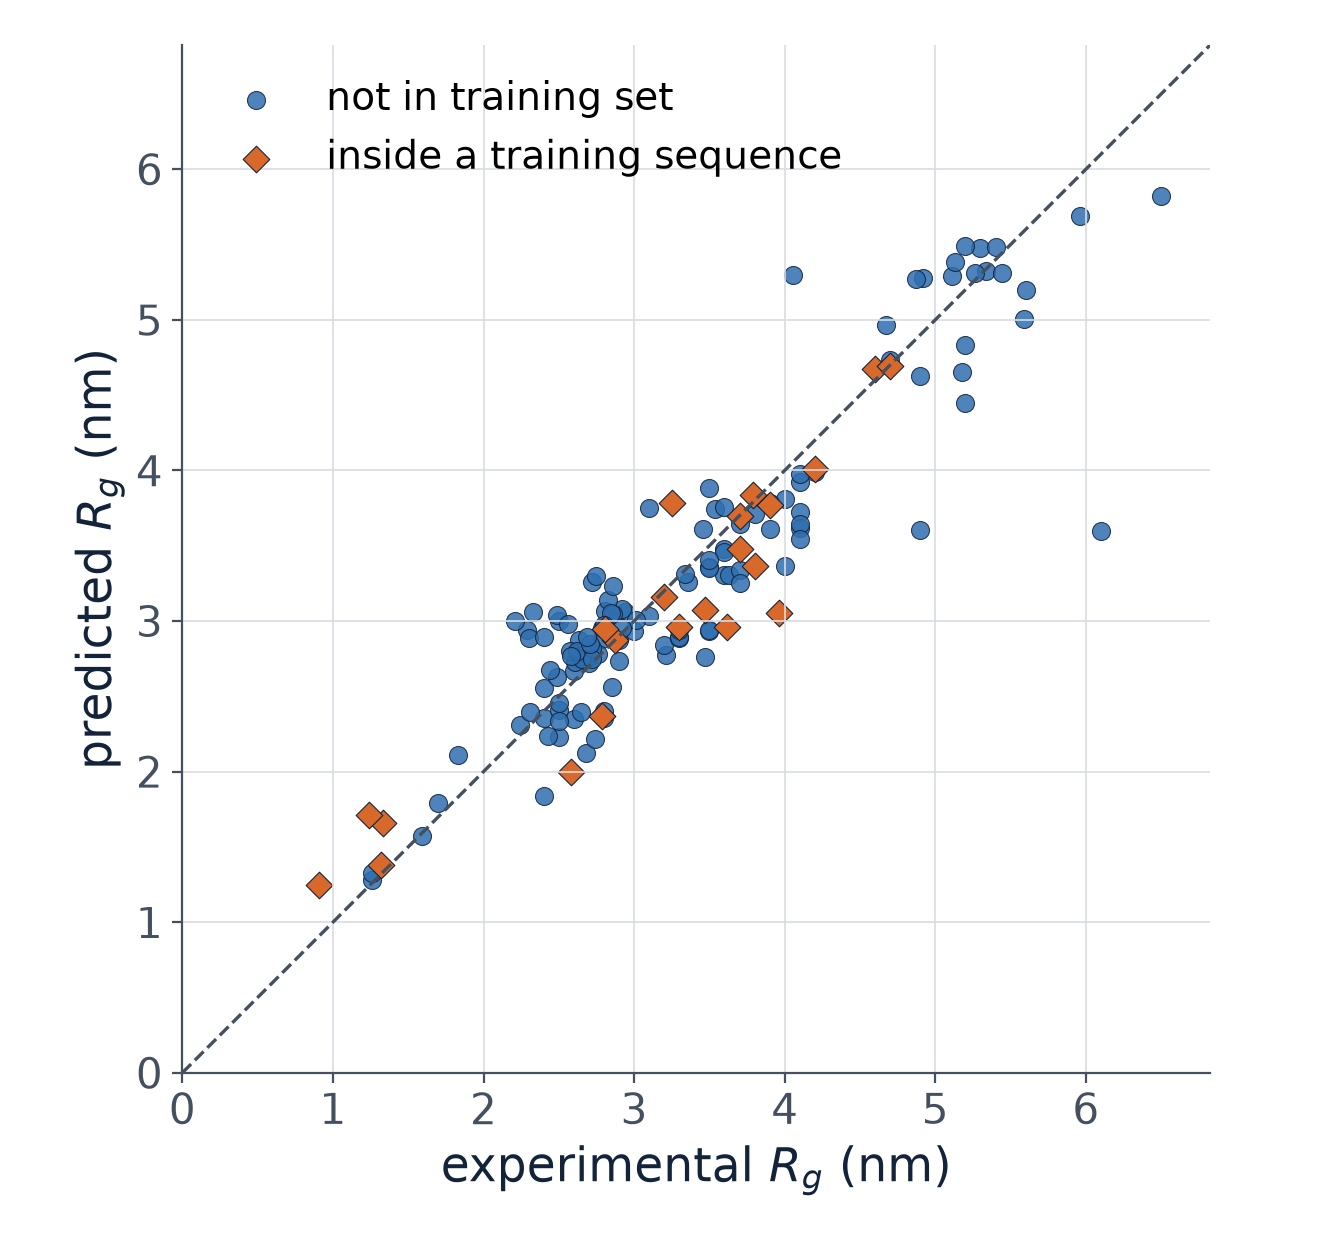 not in training set
inside a training sequence
6
5
4
3
2
1
0
0 1 2 3 4 5 6
predicted R_g (nm)
experimental R_g (nm)